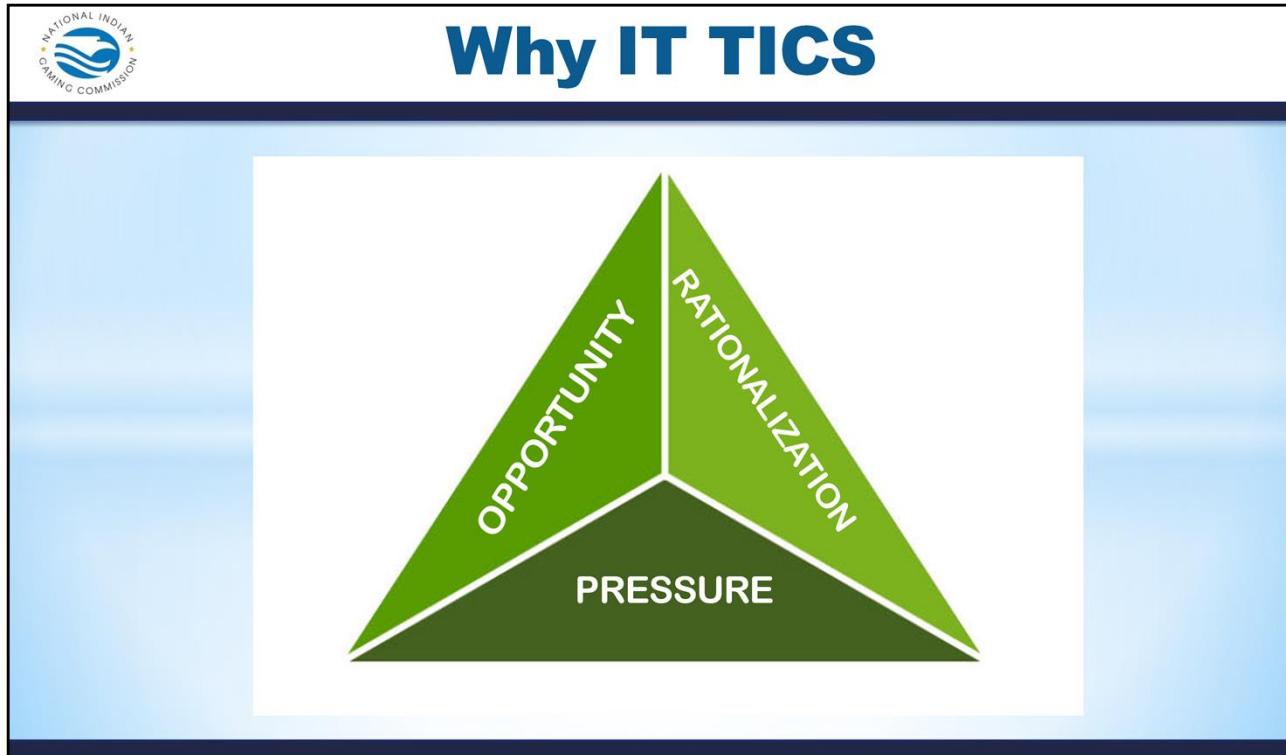 NATIONAL INDIAN
GAMING COMMISSION
Why IT TICS
OPPORTUNITY
RATIONALIZATION
PRESSURE